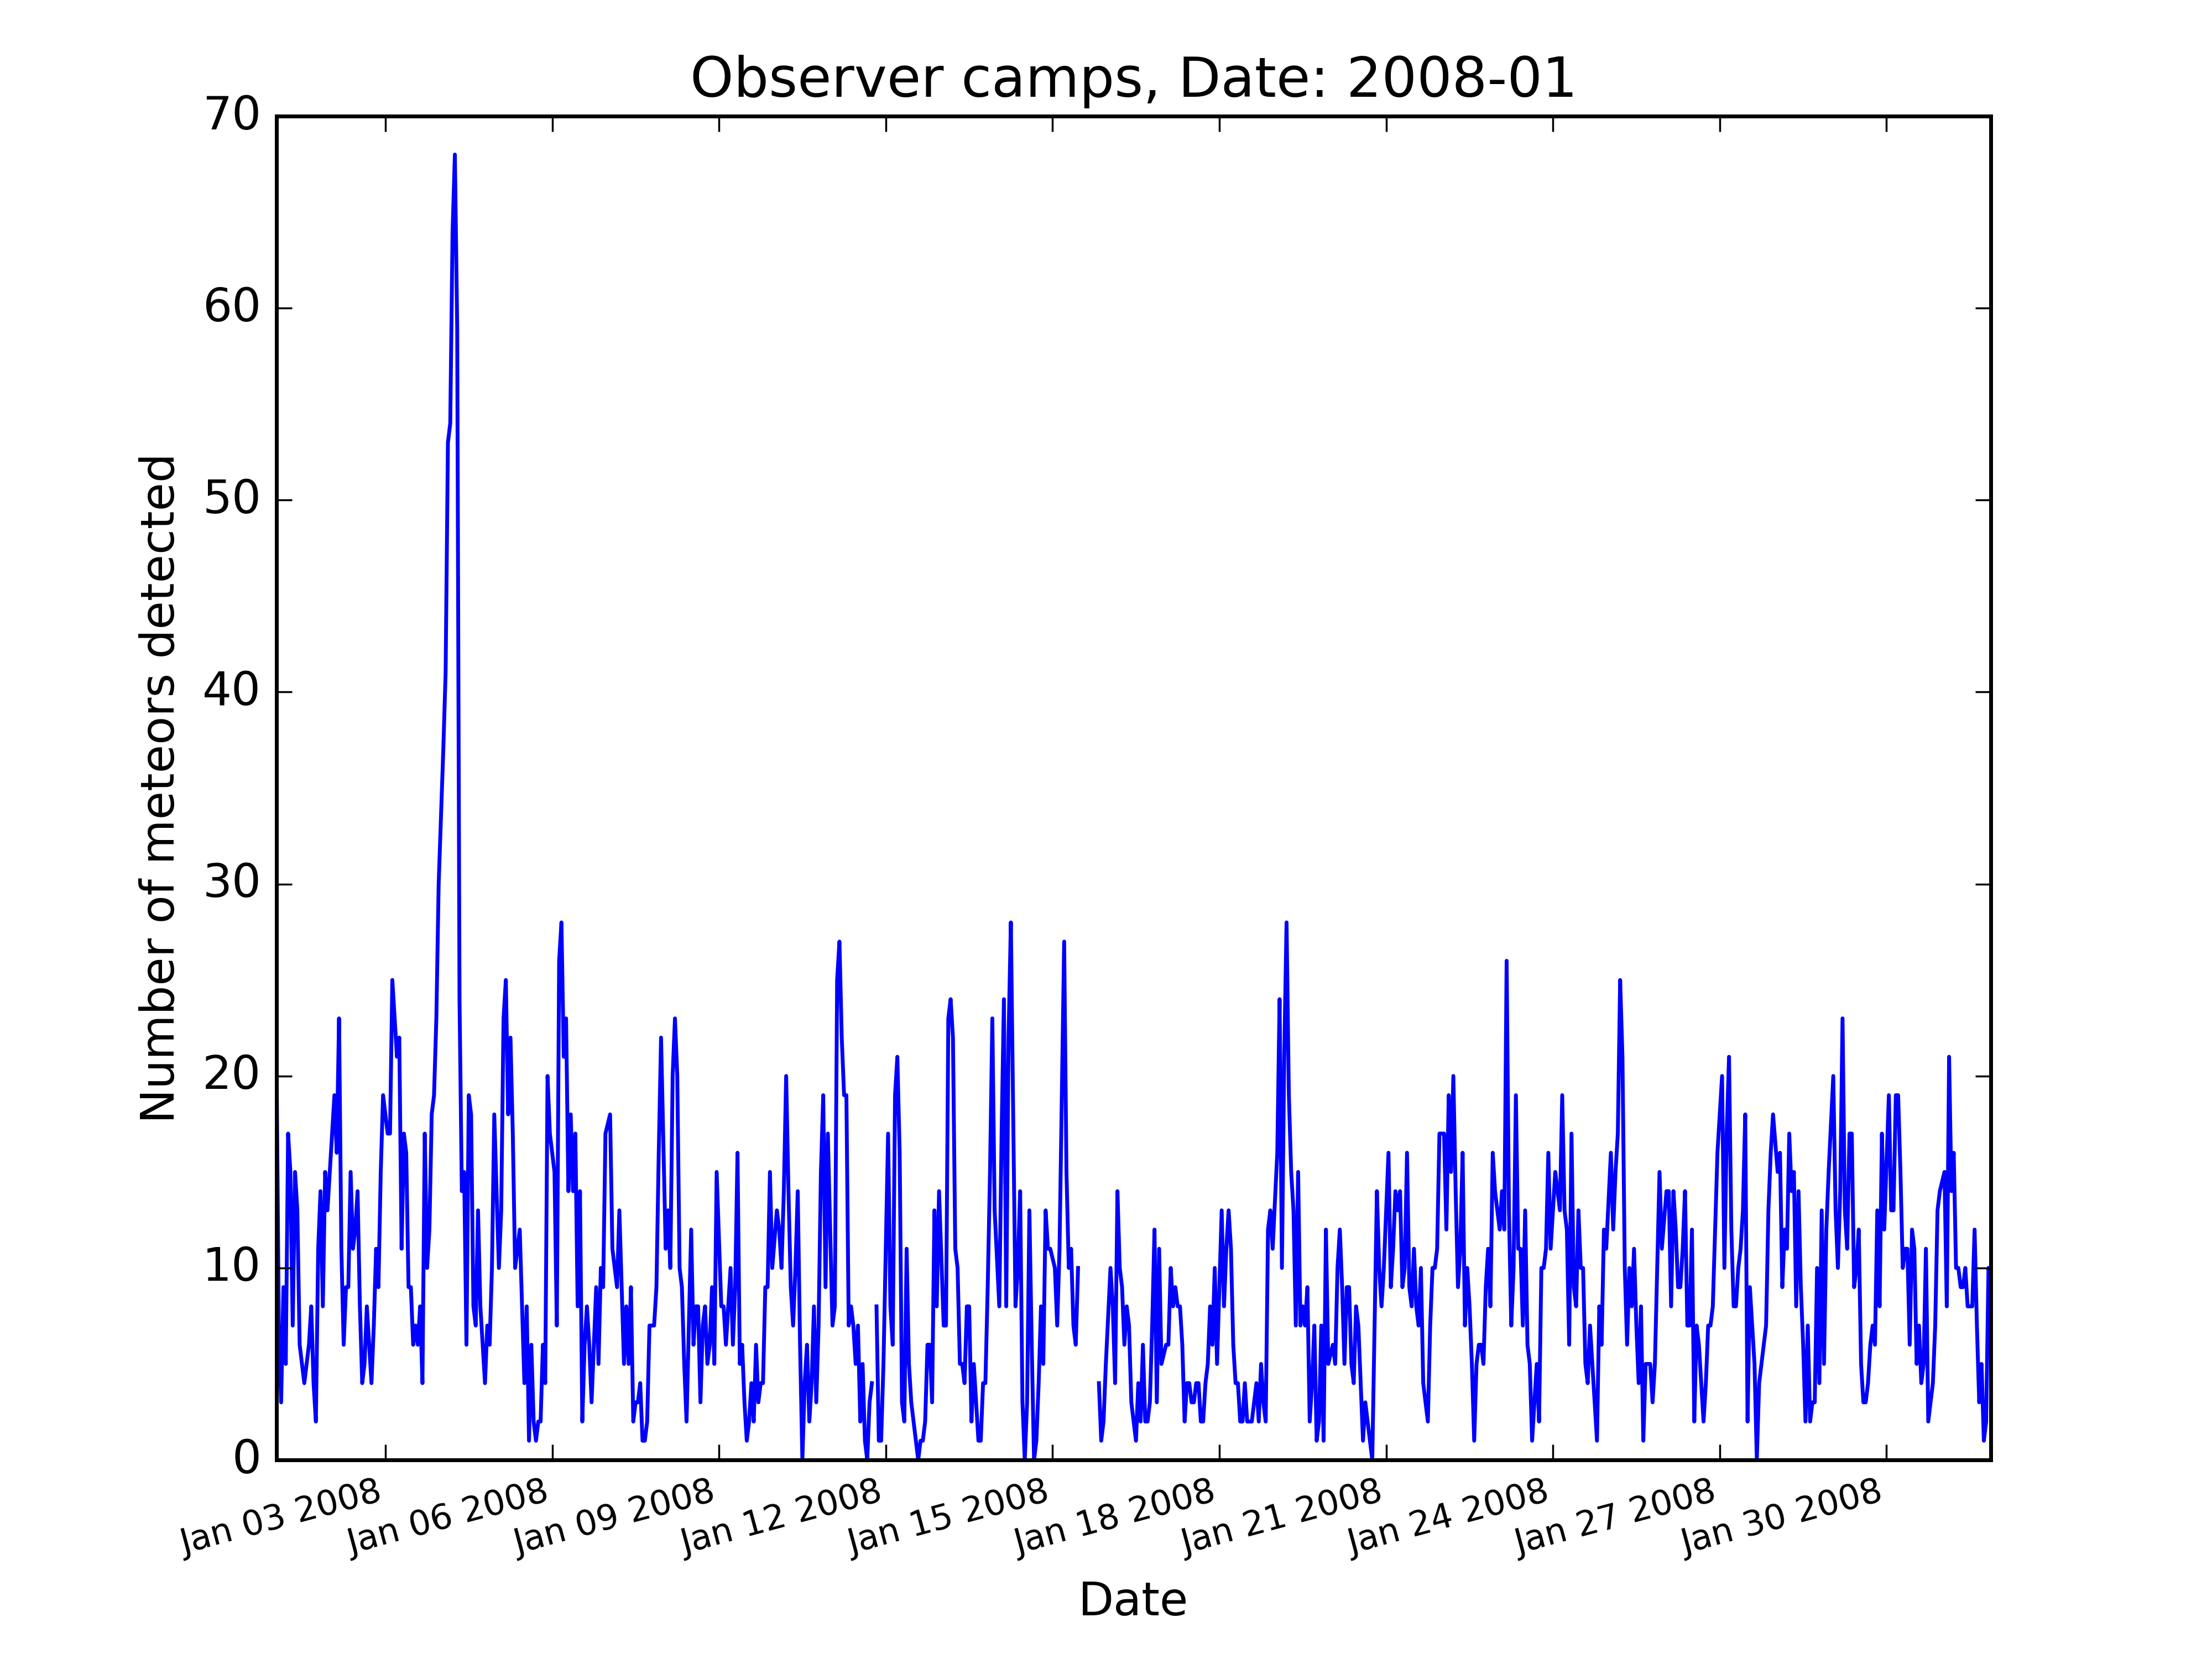 Observer camps, Date: 2008-01
70
60
50
40
30
20
10
0
Number of meteors detected
Jan 03 2008
Jan 06 2008
Jan 09 2008
Jan 12 2008
Jan 15 2008
Jan 18 2008
Jan 21 2008
Jan 24 2008
Jan 27 2008
Jan 30 2008
Date